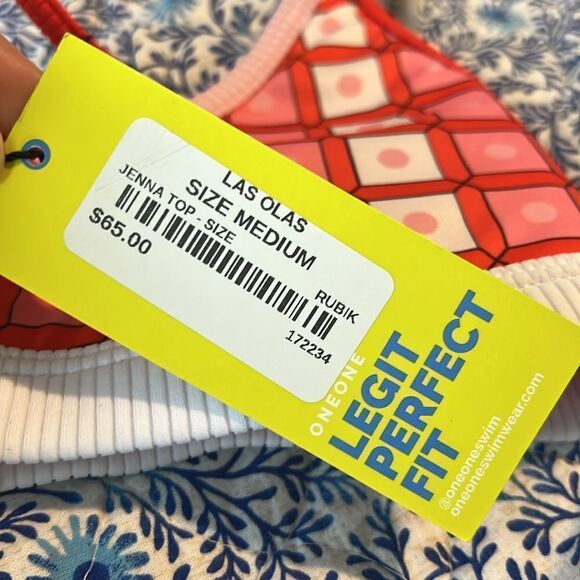 LAS OLAS
SIZE MEDIUM
JENNA TOP - SIZE
RUBIK
$65.00
172234
ONEONE
LEGIT
PERFECT
FIT
@oneoneswim
oneoneswimwear.com